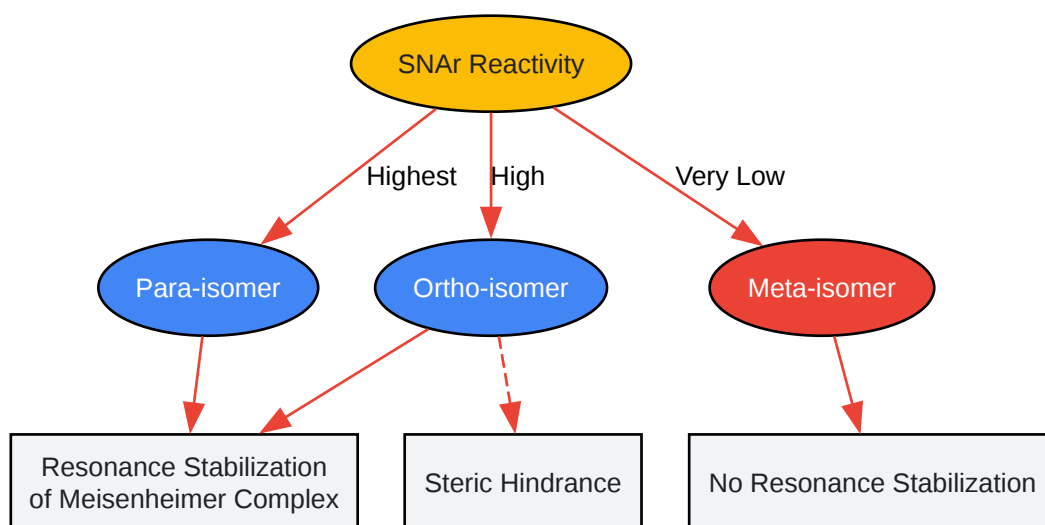 SNAr Reactivity
Highest
High
Very Low
Para-isomer
Ortho-isomer
Meta-isomer
Resonance Stabilization
of Meisenheimer Complex
Steric Hindrance
No Resonance Stabilization